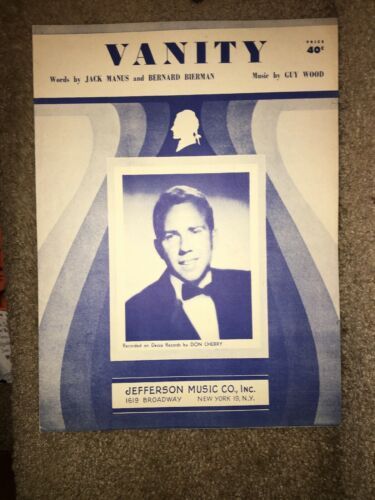 PRICE
40¢
VANITY
Words by JACK MANUS and BERNARD BIERMAN Music by GUY WOOD
Recorded on Decca Records by DON CHERRY
JEFFERSON MUSIC CO., Inc.
1619 BROADWAY NEW YORK 19, N.Y.